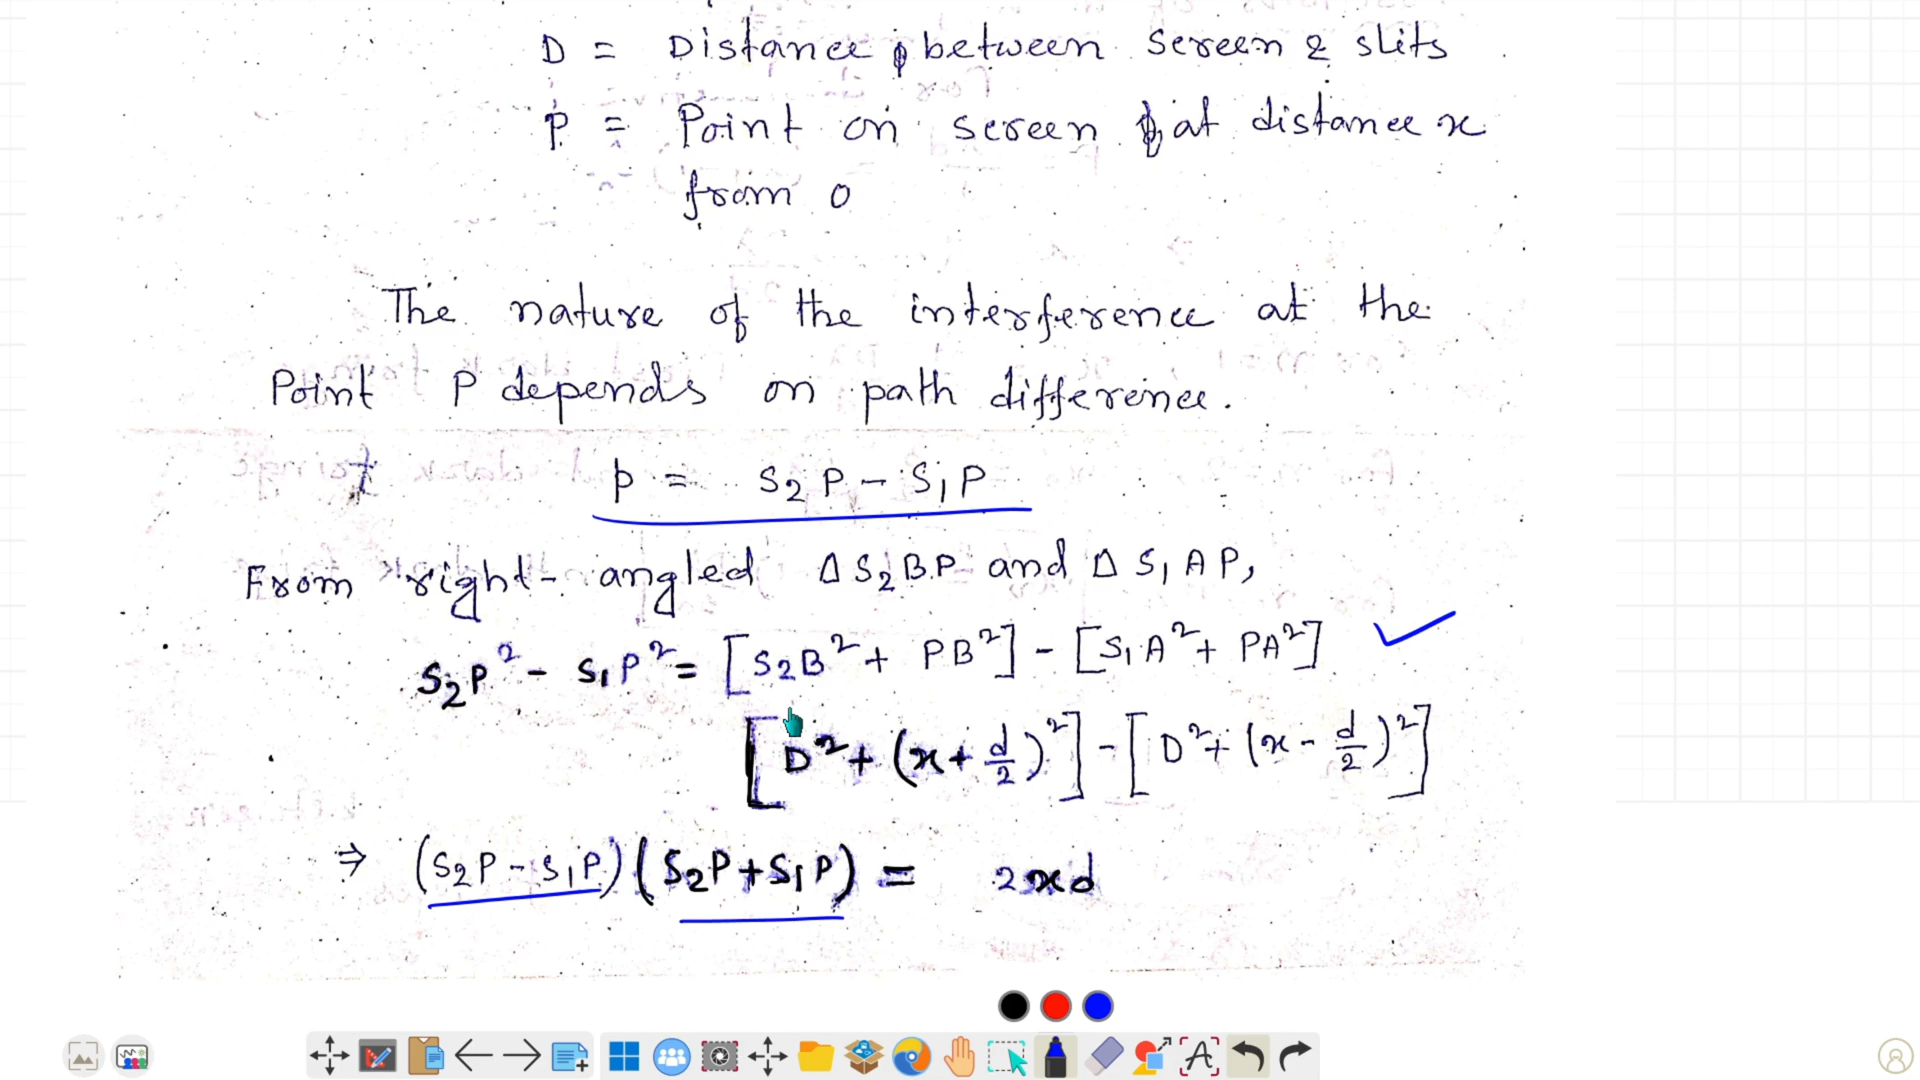 D = Distance between screen & slits
P = Point on screen at distance x
from O
The nature of the interference at the
Point P depends on path difference.
p = S₂P - S₁P
From right-angled Δ S₂BP and Δ S₁AP,
S₂P² - S₁P² = [S₂B² + PB²] - [S₁A² + PA²]
[D² + (x + d/2)²] - [D² + (x - d/2)²]
⇒ (S₂P - S₁P)(S₂P + S₁P) = 2xd